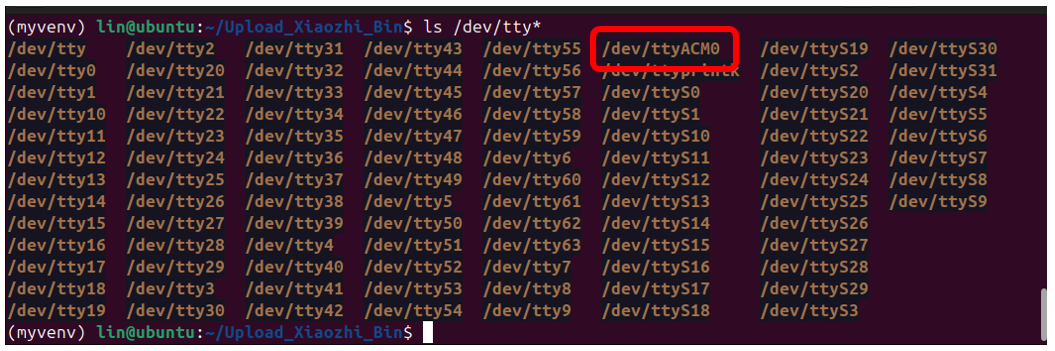 (myvenv) lin@ubuntu:~/Upload_Xiaozhi_Bin$ ls /dev/tty*
/dev/tty /dev/tty2 /dev/tty31 /dev/tty43 /dev/tty55 /dev/ttyACM0 /dev/ttyS19 /dev/ttyS30
/dev/tty0 /dev/tty20 /dev/tty32 /dev/tty44 /dev/tty56 /dev/ttyprintk /dev/ttyS2 /dev/ttyS31
/dev/tty1 /dev/tty21 /dev/tty33 /dev/tty45 /dev/tty57 /dev/ttyS0 /dev/ttyS20 /dev/ttyS4
/dev/tty10 /dev/tty22 /dev/tty34 /dev/tty46 /dev/tty58 /dev/ttyS1 /dev/ttyS21 /dev/ttyS5
/dev/tty11 /dev/tty23 /dev/tty35 /dev/tty47 /dev/tty59 /dev/ttyS10 /dev/ttyS22 /dev/ttyS6
/dev/tty12 /dev/tty24 /dev/tty36 /dev/tty48 /dev/tty6 /dev/ttyS11 /dev/ttyS23 /dev/ttyS7
/dev/tty13 /dev/tty25 /dev/tty37 /dev/tty49 /dev/tty60 /dev/ttyS12 /dev/ttyS24 /dev/ttyS8
/dev/tty14 /dev/tty26 /dev/tty38 /dev/tty5 /dev/tty61 /dev/ttyS13 /dev/ttyS25 /dev/ttyS9
/dev/tty15 /dev/tty27 /dev/tty39 /dev/tty50 /dev/tty62 /dev/ttyS14 /dev/ttyS26
/dev/tty16 /dev/tty28 /dev/tty4 /dev/tty51 /dev/tty63 /dev/ttyS15 /dev/ttyS27
/dev/tty17 /dev/tty29 /dev/tty40 /dev/tty52 /dev/tty7 /dev/ttyS16 /dev/ttyS28
/dev/tty18 /dev/tty3 /dev/tty41 /dev/tty53 /dev/tty8 /dev/ttyS17 /dev/ttyS29
/dev/tty19 /dev/tty30 /dev/tty42 /dev/tty54 /dev/tty9 /dev/ttyS18 /dev/ttyS3
(myvenv) lin@ubuntu:~/Upload_Xiaozhi_Bin$